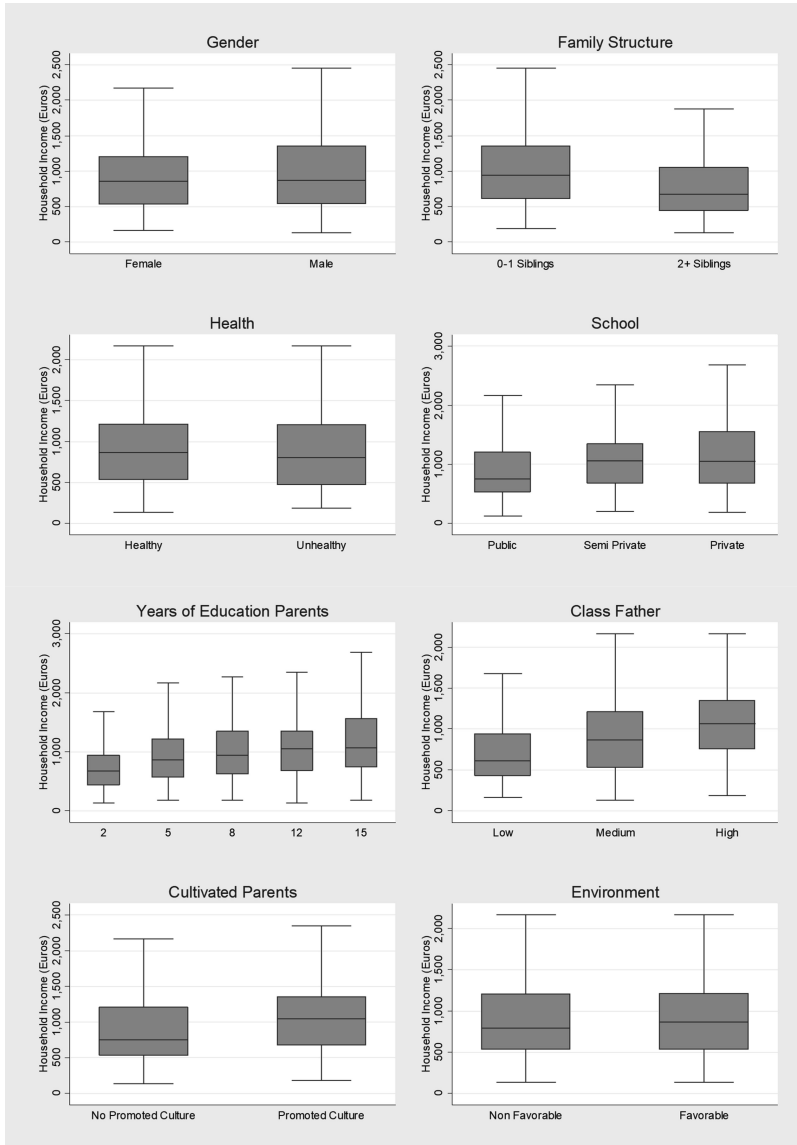 Gender
Household Income (Euros)
0 500 1,000 1,500 2,000 2,500
Female Male
Family Structure
Household Income (Euros)
0 500 1,000 1,500 2,000 2,500
0-1 Siblings 2+ Siblings
Health
Household Income (Euros)
0 500 1,000 1,500 2,000
Healthy Unhealthy
School
Household Income (Euros)
0 1,000 2,000 3,000
Public Semi Private Private
Years of Education Parents
Household Income (Euros)
0 1,000 2,000 3,000
2 5 8 12 15
Class Father
Household Income (Euros)
0 500 1,000 1,500 2,000
Low Medium High
Cultivated Parents
Household Income (Euros)
0 500 1,000 1,500 2,000 2,500
No Promoted Culture Promoted Culture
Environment
Household Income (Euros)
0 500 1,000 1,500 2,000
Non Favorable Favorable